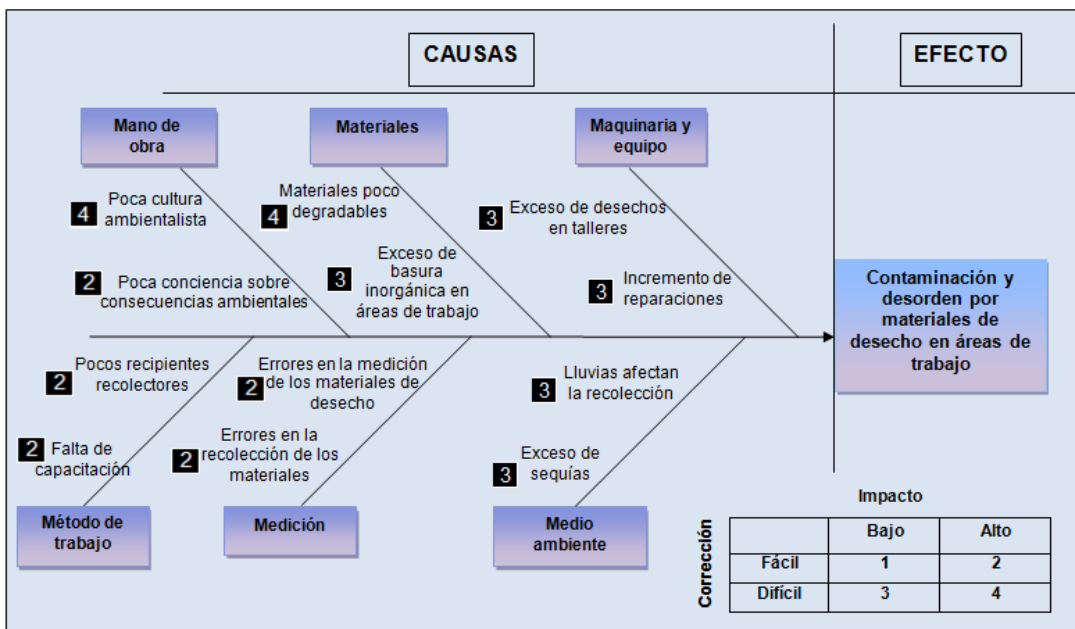 CAUSAS
EFECTO
Mano de
obra
Materiales
Maquinaria y
equipo
4 Poca cultura
ambientalista
4 Materiales poco
degradables
3 Exceso de desechos
en talleres
2 Poca conciencia sobre
consecuencias ambientales
3 Exceso de
basura
inorgánica en
áreas de trabajo
3 Incremento de
reparaciones
Contaminación y
desorden por
materiales de
desecho en áreas de
trabajo
2 Pocos recipientes
recolectores
2 Errores en la medición
de los materiales de
desecho
3 Lluvias afectan
la recolección
2 Falta de
capacitación
2 Errores en la
recolección de los
materiales
3 Exceso de
sequías
Método de
trabajo
Medición
Medio
ambiente
Impacto
Corrección
Bajo Alto
Fácil 1 2
Difícil 3 4